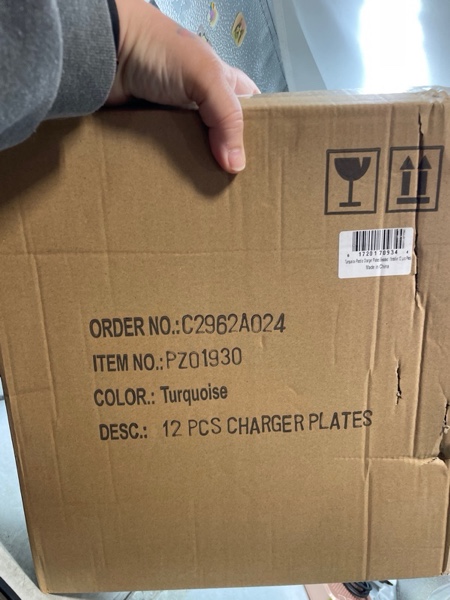 Made in China
ORDER NO.:C2962A024
ITEM NO.:PZ01930
COLOR.: Turquoise
DESC.: 12 PCS CHARGER PLATES